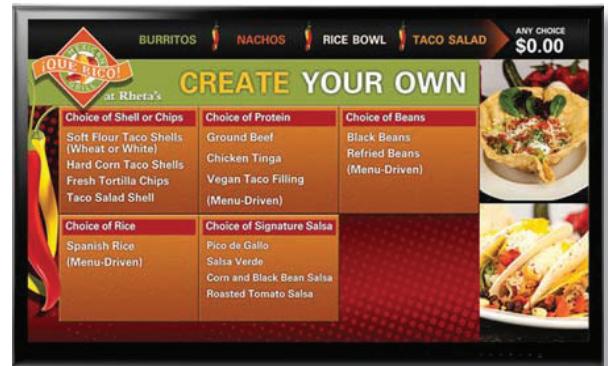 BURRITOS NACHOS RICE BOWL TACO SALAD
ANY CHOICE
$0.00
MEXICAN
¡QUE RICO!
GRILL
at Rheta's
CREATE YOUR OWN
Choice of Shell or Chips
Soft Flour Taco Shells
(Wheat or White)
Hard Corn Taco Shells
Fresh Tortilla Chips
Taco Salad Shell
Choice of Protein
Ground Beef
Chicken Tinga
Vegan Taco Filling
(Menu-Driven)
Choice of Beans
Black Beans
Refried Beans
(Menu-Driven)
Choice of Rice
Spanish Rice
(Menu-Driven)
Choice of Signature Salsa
Pico de Gallo
Salsa Verde
Corn and Black Bean Salsa
Roasted Tomato Salsa